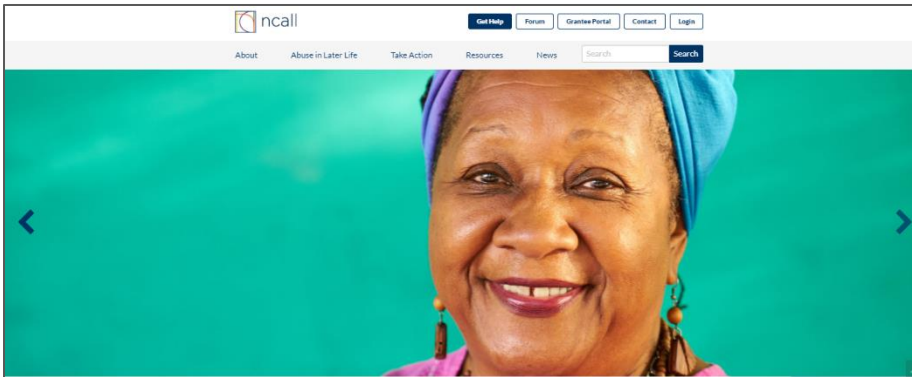 ncall
Get Help Forum Grantee Portal Contact Login
About Abuse in Later Life Take Action Resources News Search Search